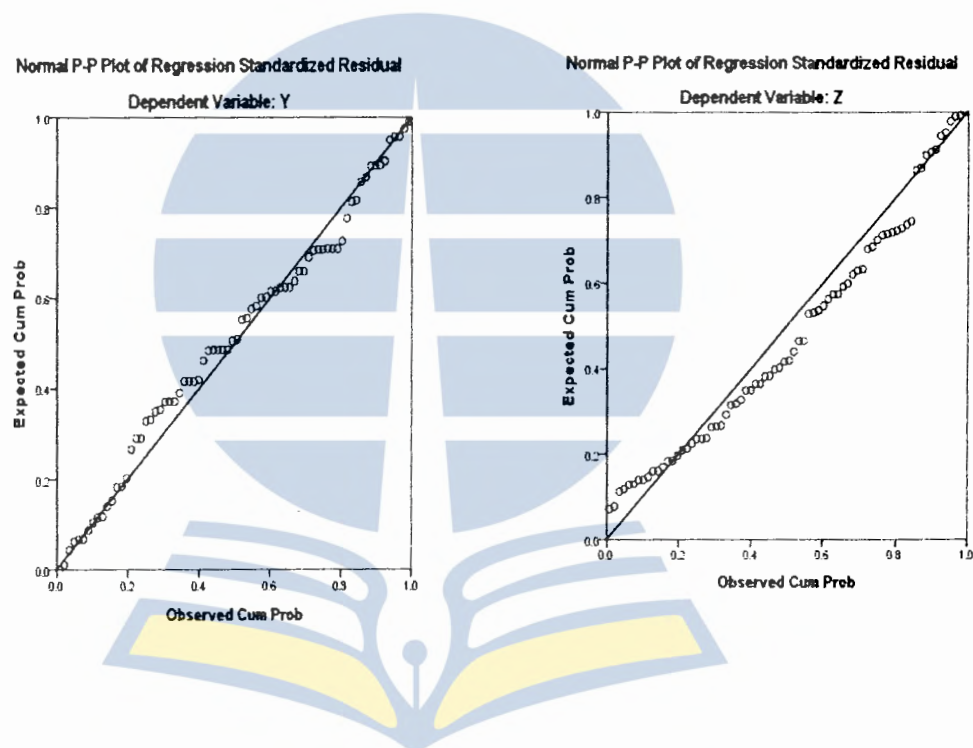 Normal P-P Plot of Regression Standardized Residual
Dependent Variable: Y
1.0
0.8
0.6
0.4
0.2
0.0
0.0 0.2 0.4 0.6 0.8 1.0
Expected Cum Prob
Observed Cum Prob
Normal P-P Plot of Regression Standardized Residual
Dependent Variable: Z
1.0
0.8
0.6
0.4
0.2
0.0
0.0 0.2 0.4 0.6 0.8 1.0
Expected Cum Prob
Observed Cum Prob